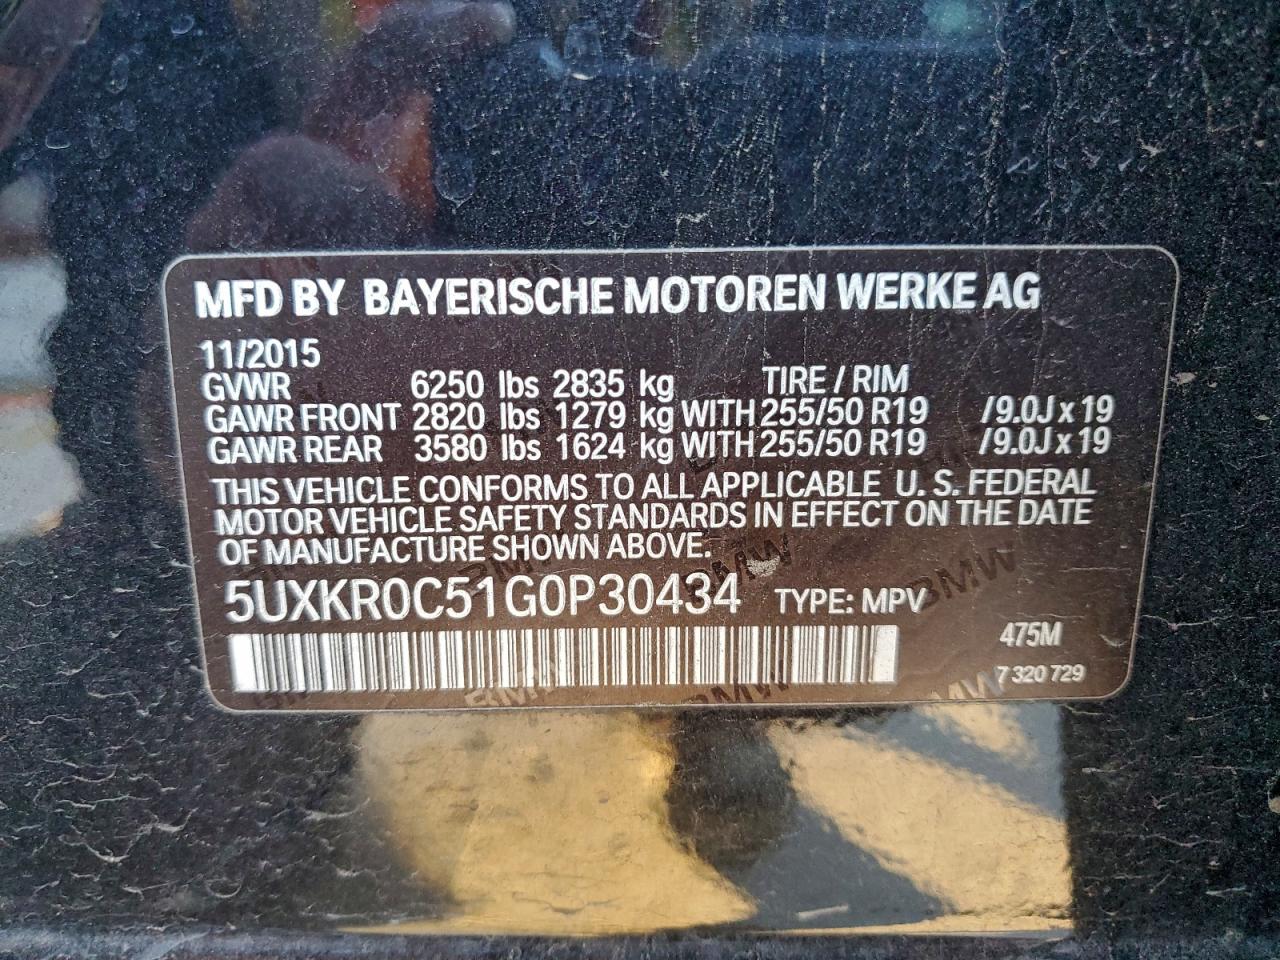 MFD BY BAYERISCHE MOTOREN WERKE AG
11/2015
GVWR 6250 lbs 2835 kg TIRE / RIM
GAWR FRONT 2820 lbs 1279 kg WITH 255/50 R19 /9.0J x 19
GAWR REAR 3580 lbs 1624 kg WITH 255/50 R19 /9.0J x 19
THIS VEHICLE CONFORMS TO ALL APPLICABLE U. S. FEDERAL
MOTOR VEHICLE SAFETY STANDARDS IN EFFECT ON THE DATE
OF MANUFACTURE SHOWN ABOVE.
5UXKR0C51G0P30434 TYPE: MPV
475M
7 320 729